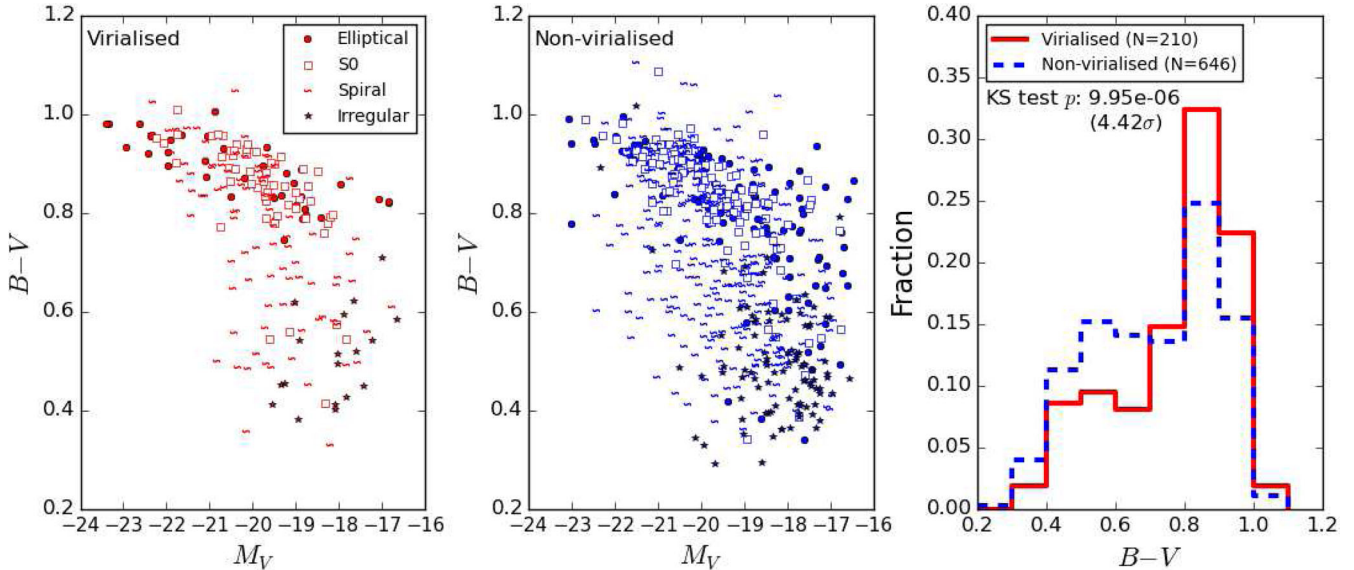 Virialised
Elliptical
S0
Spiral
Irregular
1.2
1.0
0.8
0.6
0.4
0.2
B−V
−24 −23 −22 −21 −20 −19 −18 −17 −16
M_V
Non-virialised
1.2
1.0
0.8
0.6
0.4
0.2
B−V
−24 −23 −22 −21 −20 −19 −18 −17 −16
M_V
Virialised (N=210)
Non-virialised (N=646)
KS test p: 9.95e-06
(4.42σ)
0.40
0.35
0.30
0.25
0.20
0.15
0.10
0.05
0.00
Fraction
0.2 0.4 0.6 0.8 1.0 1.2
B−V